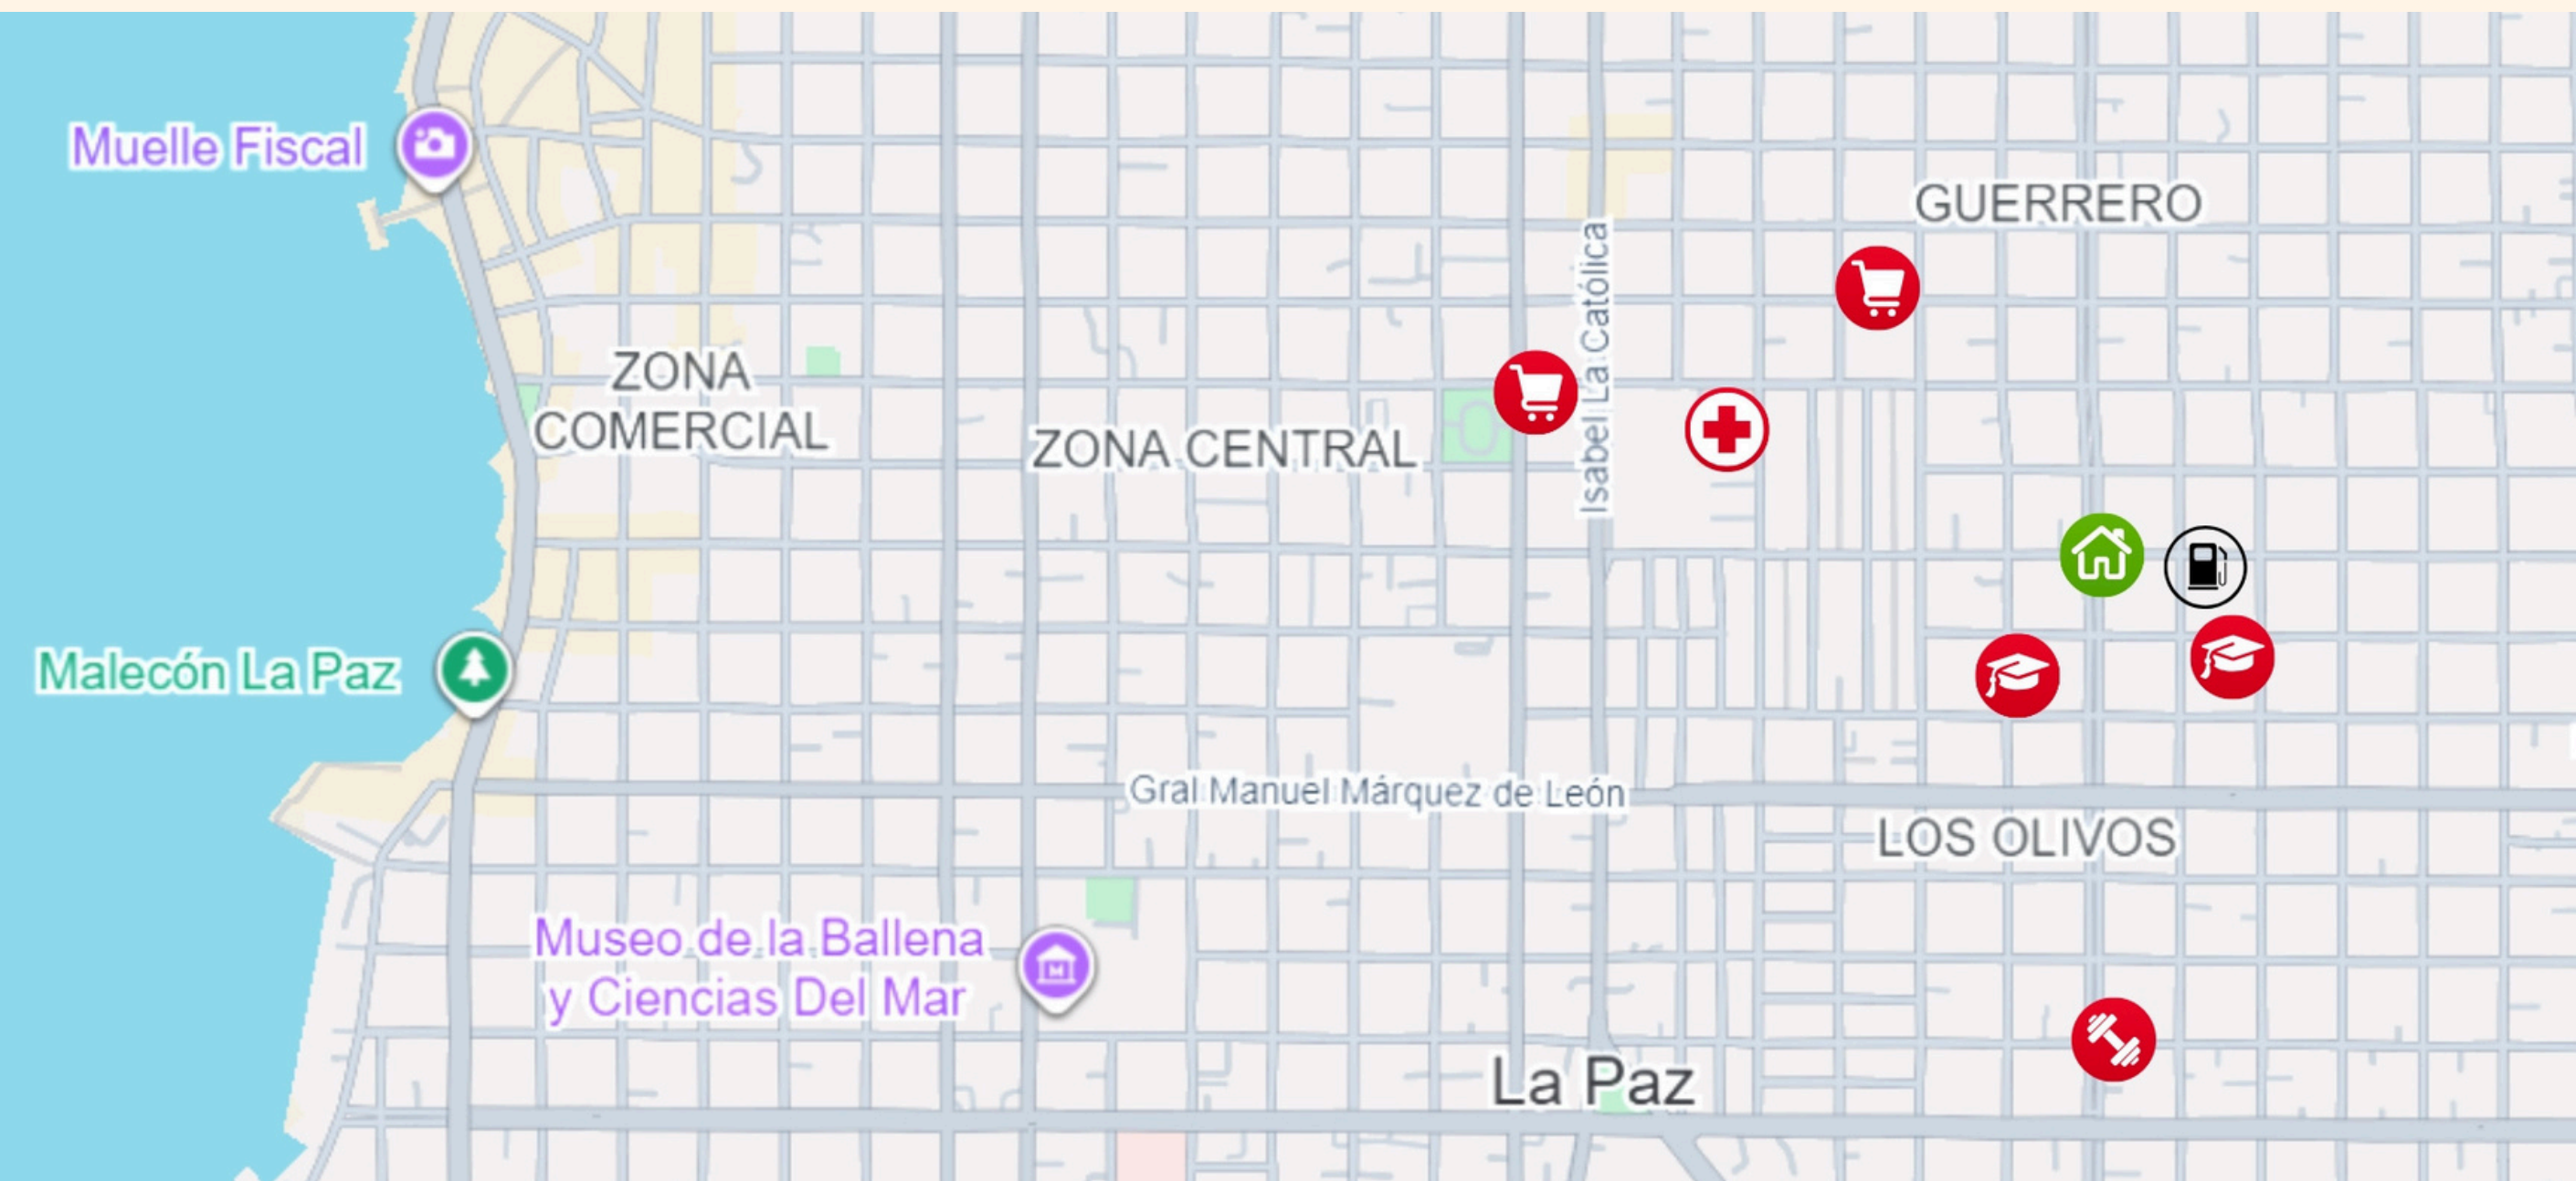 Muelle Fiscal
GUERRERO
Isabel La Católica
ZONA
COMERCIAL
ZONA CENTRAL
Malecón La Paz
Gral Manuel Márquez de León
LOS OLIVOS
Museo de la Ballena
y Ciencias Del Mar
M
La Paz